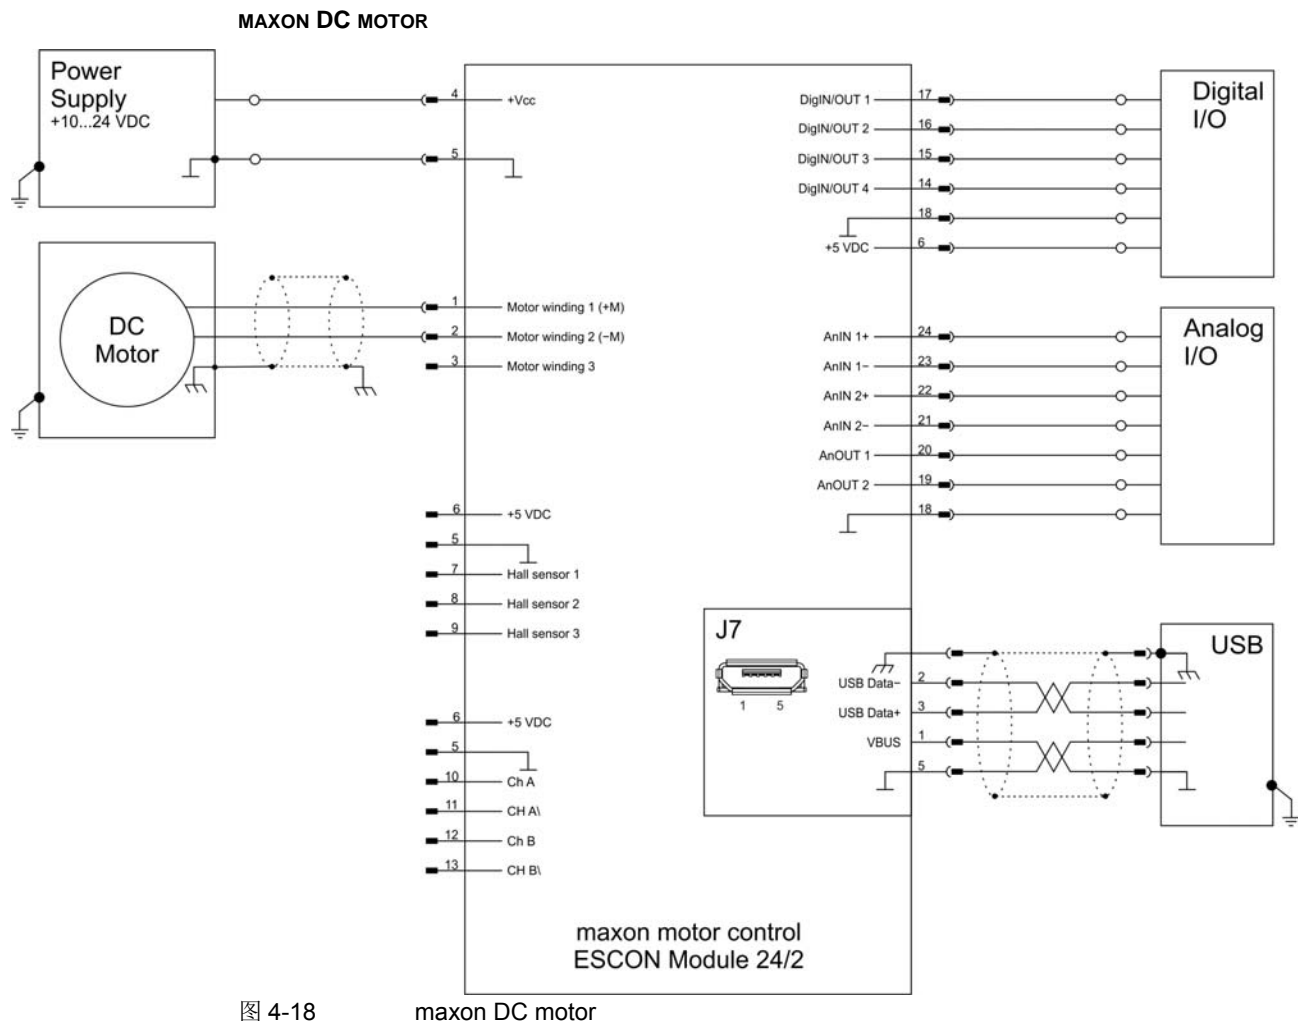 MAXON DC MOTOR
Power
Supply
+10...24 VDC
4
+Vcc
5
DC
Motor
1
Motor winding 1 (+M)
2
Motor winding 2 (−M)
3
Motor winding 3
6
+5 VDC
5
7
Hall sensor 1
8
Hall sensor 2
9
Hall sensor 3
6
+5 VDC
5
10
Ch A
11
CH A\
12
Ch B
13
CH B\
DigIN/OUT 1
17
DigIN/OUT 2
16
DigIN/OUT 3
15
DigIN/OUT 4
14
18
+5 VDC
6
Digital
I/O
AnIN 1+
24
AnIN 1−
23
AnIN 2+
22
AnIN 2−
21
AnOUT 1
20
AnOUT 2
19
18
Analog
I/O
J7
1 5
USB Data−
2
USB Data+
3
VBUS
1
5
USB
maxon motor control
ESCON Module 24/2
图 4-18 maxon DC motor